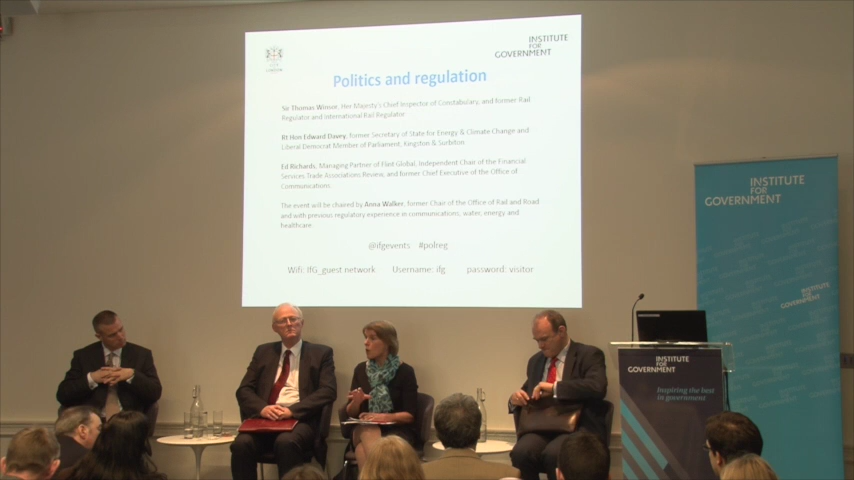 INSTITUTE
FOR
GOVERNMENT
Politics and regulation
Sir Thomas Winsor, Her Majesty's Chief Inspector of Constabulary, and former Rail
Regulator and International Rail Regulator
Rt Hon Edward Davey, former Secretary of State for Energy & Climate Change and
Liberal Democrat Member of Parliament, Kingston & Surbiton
Ed Richards, Managing Partner of Flint Global, Independent Chair of the Financial
Services Trade Associations Review, and former Chief Executive of the Office of
Communications.
The event will be chaired by Anna Walker, former Chair of the Office of Rail and Road
and with previous regulatory experience in communications, water, energy and
healthcare.
@ifgevents #polreg
Wifi: IfG_guest network Username: ifg password: visitor
INSTITUTE
FOR
GOVERNMENT
INSTITUTE
FOR
GOVERNMENT
INSTITUTE
FOR
GOVERNMENT
Inspiring the best
in government